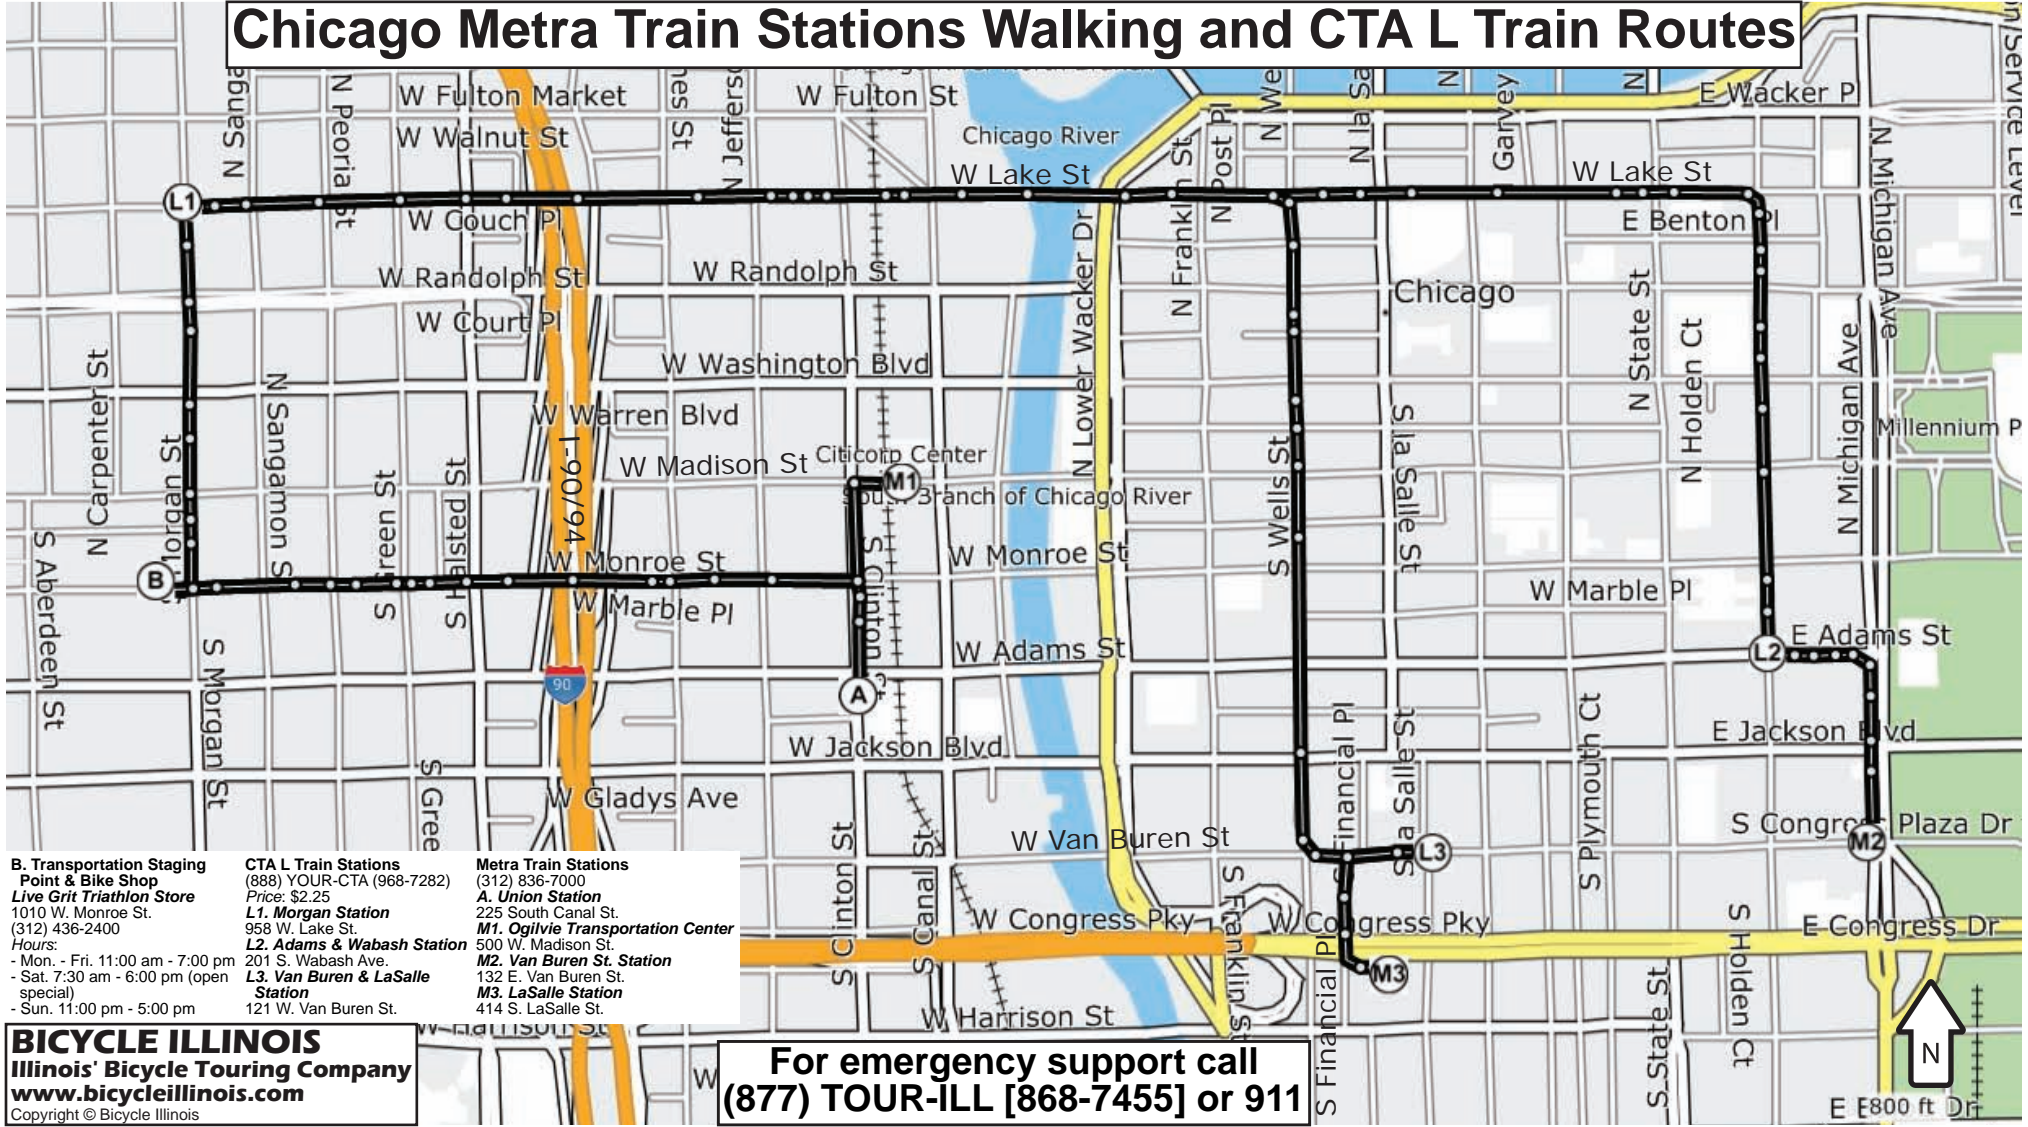 Chicago Metra Train Stations Walking and CTA L Train Routes
W Fulton Market
W Fulton St
E Wacker P
W Walnut St
Chicago River
N Peoria St
N Post Pl
Garvey
N Michigan Ave
W Lake St
W Lake St
L1
W Couch Pl
E Benton Pl
N Franklin St
N Lower Wacker Dr
W Randolph St
W Randolph St
Chicago
N State St
W Court Pl
N Holden Ct
N Michigan Ave
W Washington Blvd
N Carpenter St
N Sangamon S
W Warren Blvd
S la Salle St
Millennium P
I-90/94
W Madison St
Citicorp Center
M1
South Branch of Chicago River
S Wells St
S Green St
S Halsted St
S Aberdeen St
W Monroe St
W Monroe St
S Clinton S
B
W Marble Pl
W Marble Pl
E Adams St
W Adams St
L2
S Morgan St
90
A
S Plymouth Ct
E Jackson Blvd
W Jackson Blvd
S Financial Pl
S la Salle St
S Gree
W Gladys Ave
S Congress Plaza Dr
W Van Buren St
L3
M2
S Clinton St
S Canal St
S Franklin St
W Congress Pky
W Congress Pky
E Congress Dr
S Holden Ct
M3
S Financial Pl
S State St
W Harrison St
W Harrison St
B. Transportation Staging
Point & Bike Shop
Live Grit Triathlon Store
1010 W. Monroe St.
(312) 436-2400
Hours:
- Mon. - Fri. 11:00 am - 7:00 pm
- Sat. 7:30 am - 6:00 pm (open
special)
- Sun. 11:00 pm - 5:00 pm
CTA L Train Stations
(888) YOUR-CTA (968-7282)
Price: $2.25
L1. Morgan Station
958 W. Lake St.
L2. Adams & Wabash Station
201 S. Wabash Ave.
L3. Van Buren & LaSalle
Station
121 W. Van Buren St.
Metra Train Stations
(312) 836-7000
A. Union Station
225 South Canal St.
M1. Ogilvie Transportation Center
500 W. Madison St.
M2. Van Buren St. Station
132 E. Van Buren St.
M3. LaSalle Station
414 S. LaSalle St.
BICYCLE ILLINOIS
Illinois' Bicycle Touring Company
www.bicycleillinois.com
Copyright © Bicycle Illinois
For emergency support call
(877) TOUR-ILL [868-7455] or 911
N
800 ft